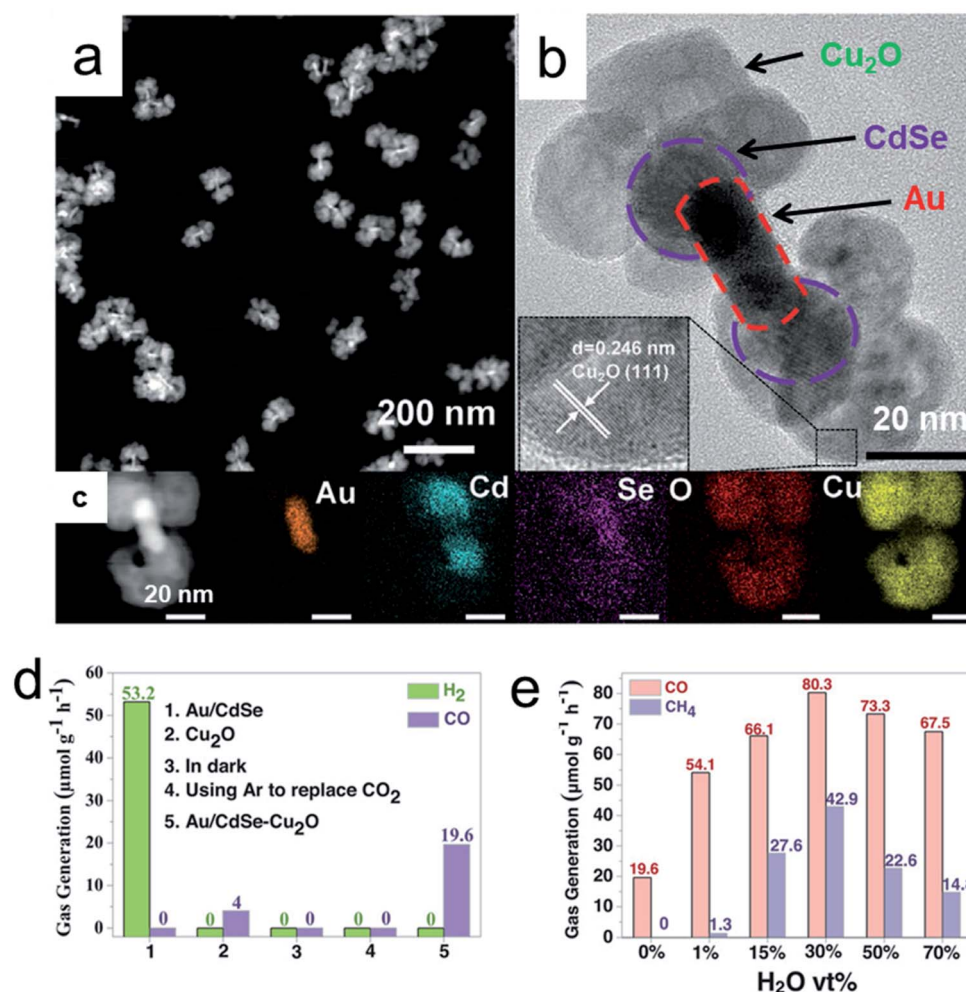 a
200 nm
b
Cu₂O
CdSe
Au
d=0.246 nm
Cu₂O (111)
20 nm
c
20 nm
Au
Cd
Se
O
Cu
d
Gas Generation (μmol g⁻¹ h⁻¹)
60
50
40
30
20
10
0
53.2
0
0
4
0
0
0
0
0
19.6
H₂
CO
1. Au/CdSe
2. Cu₂O
3. In dark
4. Using Ar to replace CO₂
5. Au/CdSe-Cu₂O
1 2 3 4 5
e
Gas Generation (μmol g⁻¹ h⁻¹)
80
70
60
50
40
30
20
10
0
CO
CH₄
19.6
0
54.1
1.3
66.1
27.6
80.3
42.9
73.3
22.6
67.5
0% 1% 15% 30% 50% 70%
H₂O vt%